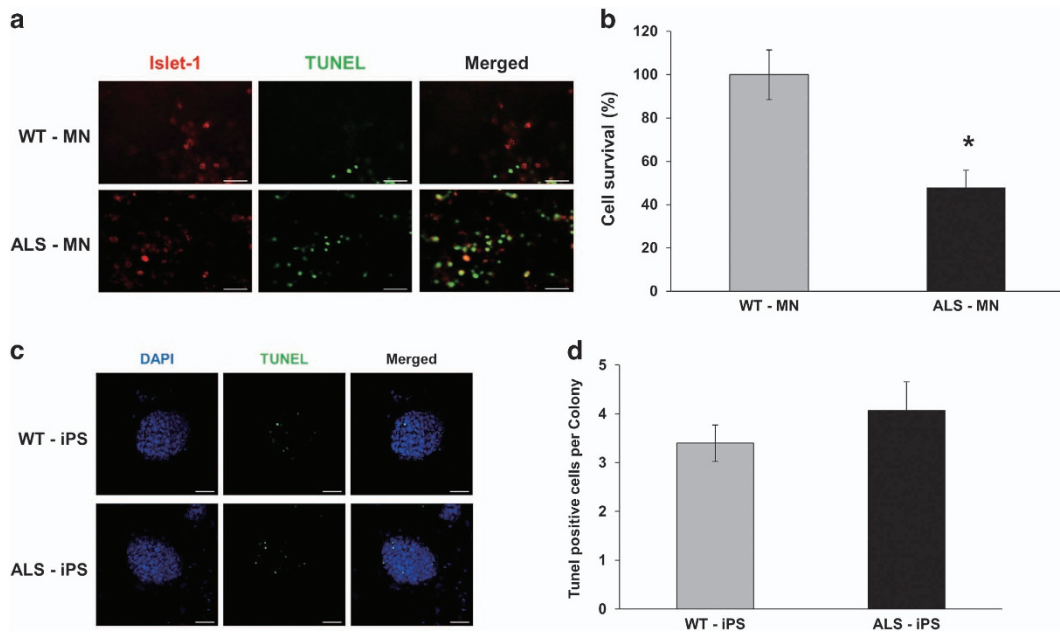 a
Islet-1 TUNEL Merged
WT - MN
ALS - MN
b
Cell survival (%)
120
100
80
60
40
20
0
WT - MN ALS - MN
*
c
DAPI TUNEL Merged
WT - iPS
ALS - iPS
d
Tunel positive cells per Colony
5
4
3
2
1
0
WT - iPS ALS - iPS